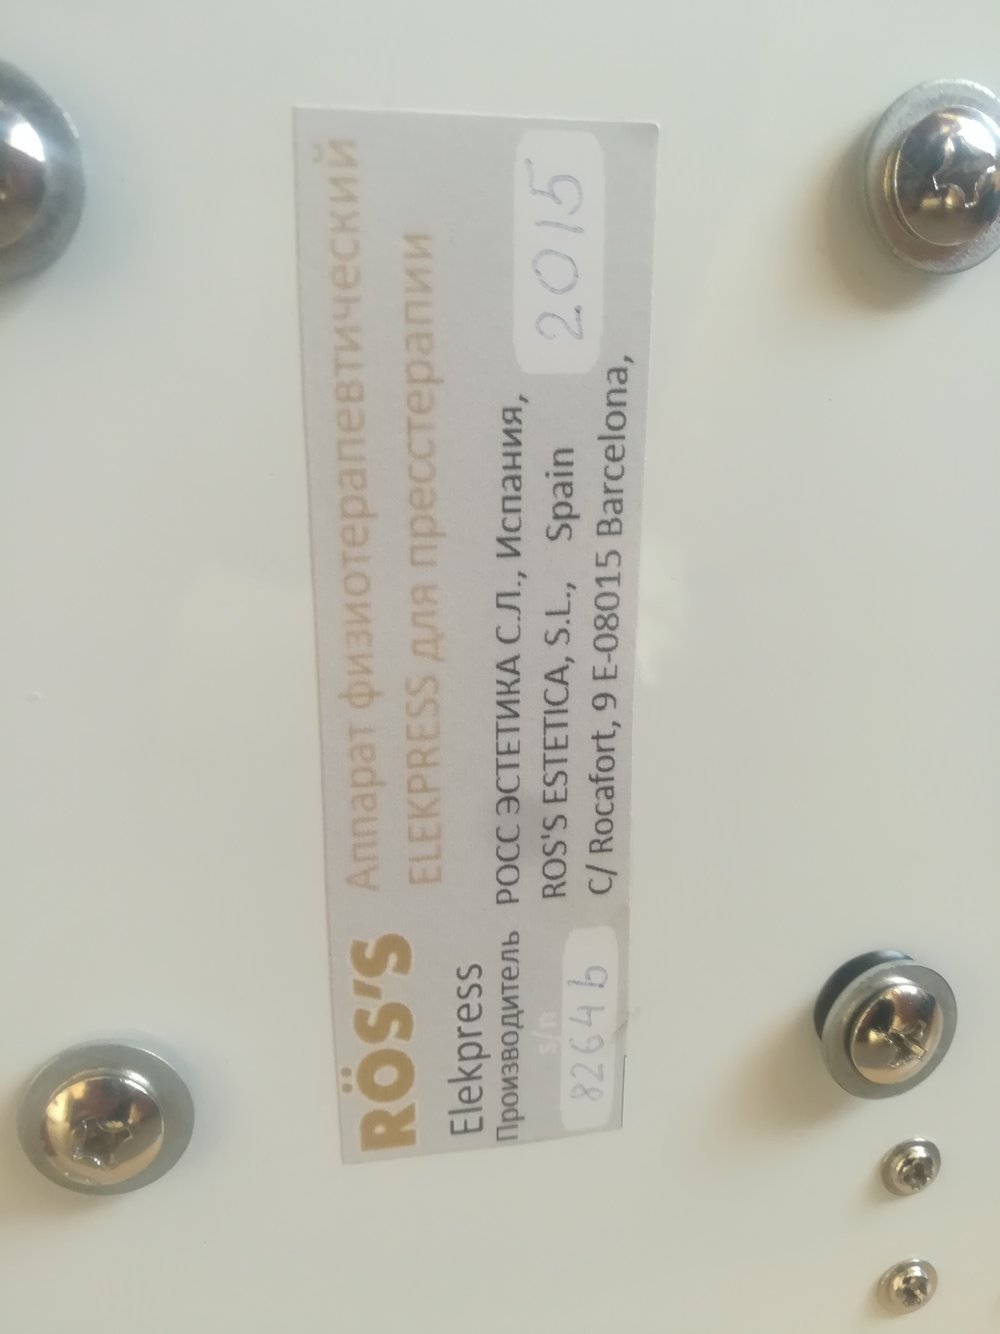 RÖS'S
Аппарат физиотерапевтический
ELEKPRESS для пресстерапии
Elekpress
Производитель РОСС ЭСТЕТИКА С.Л., Испания,
ROS'S ESTETICA, S.L., Spain
C/ Rocafort, 9 E-08015 Barcelona,
2015
s/n
82646